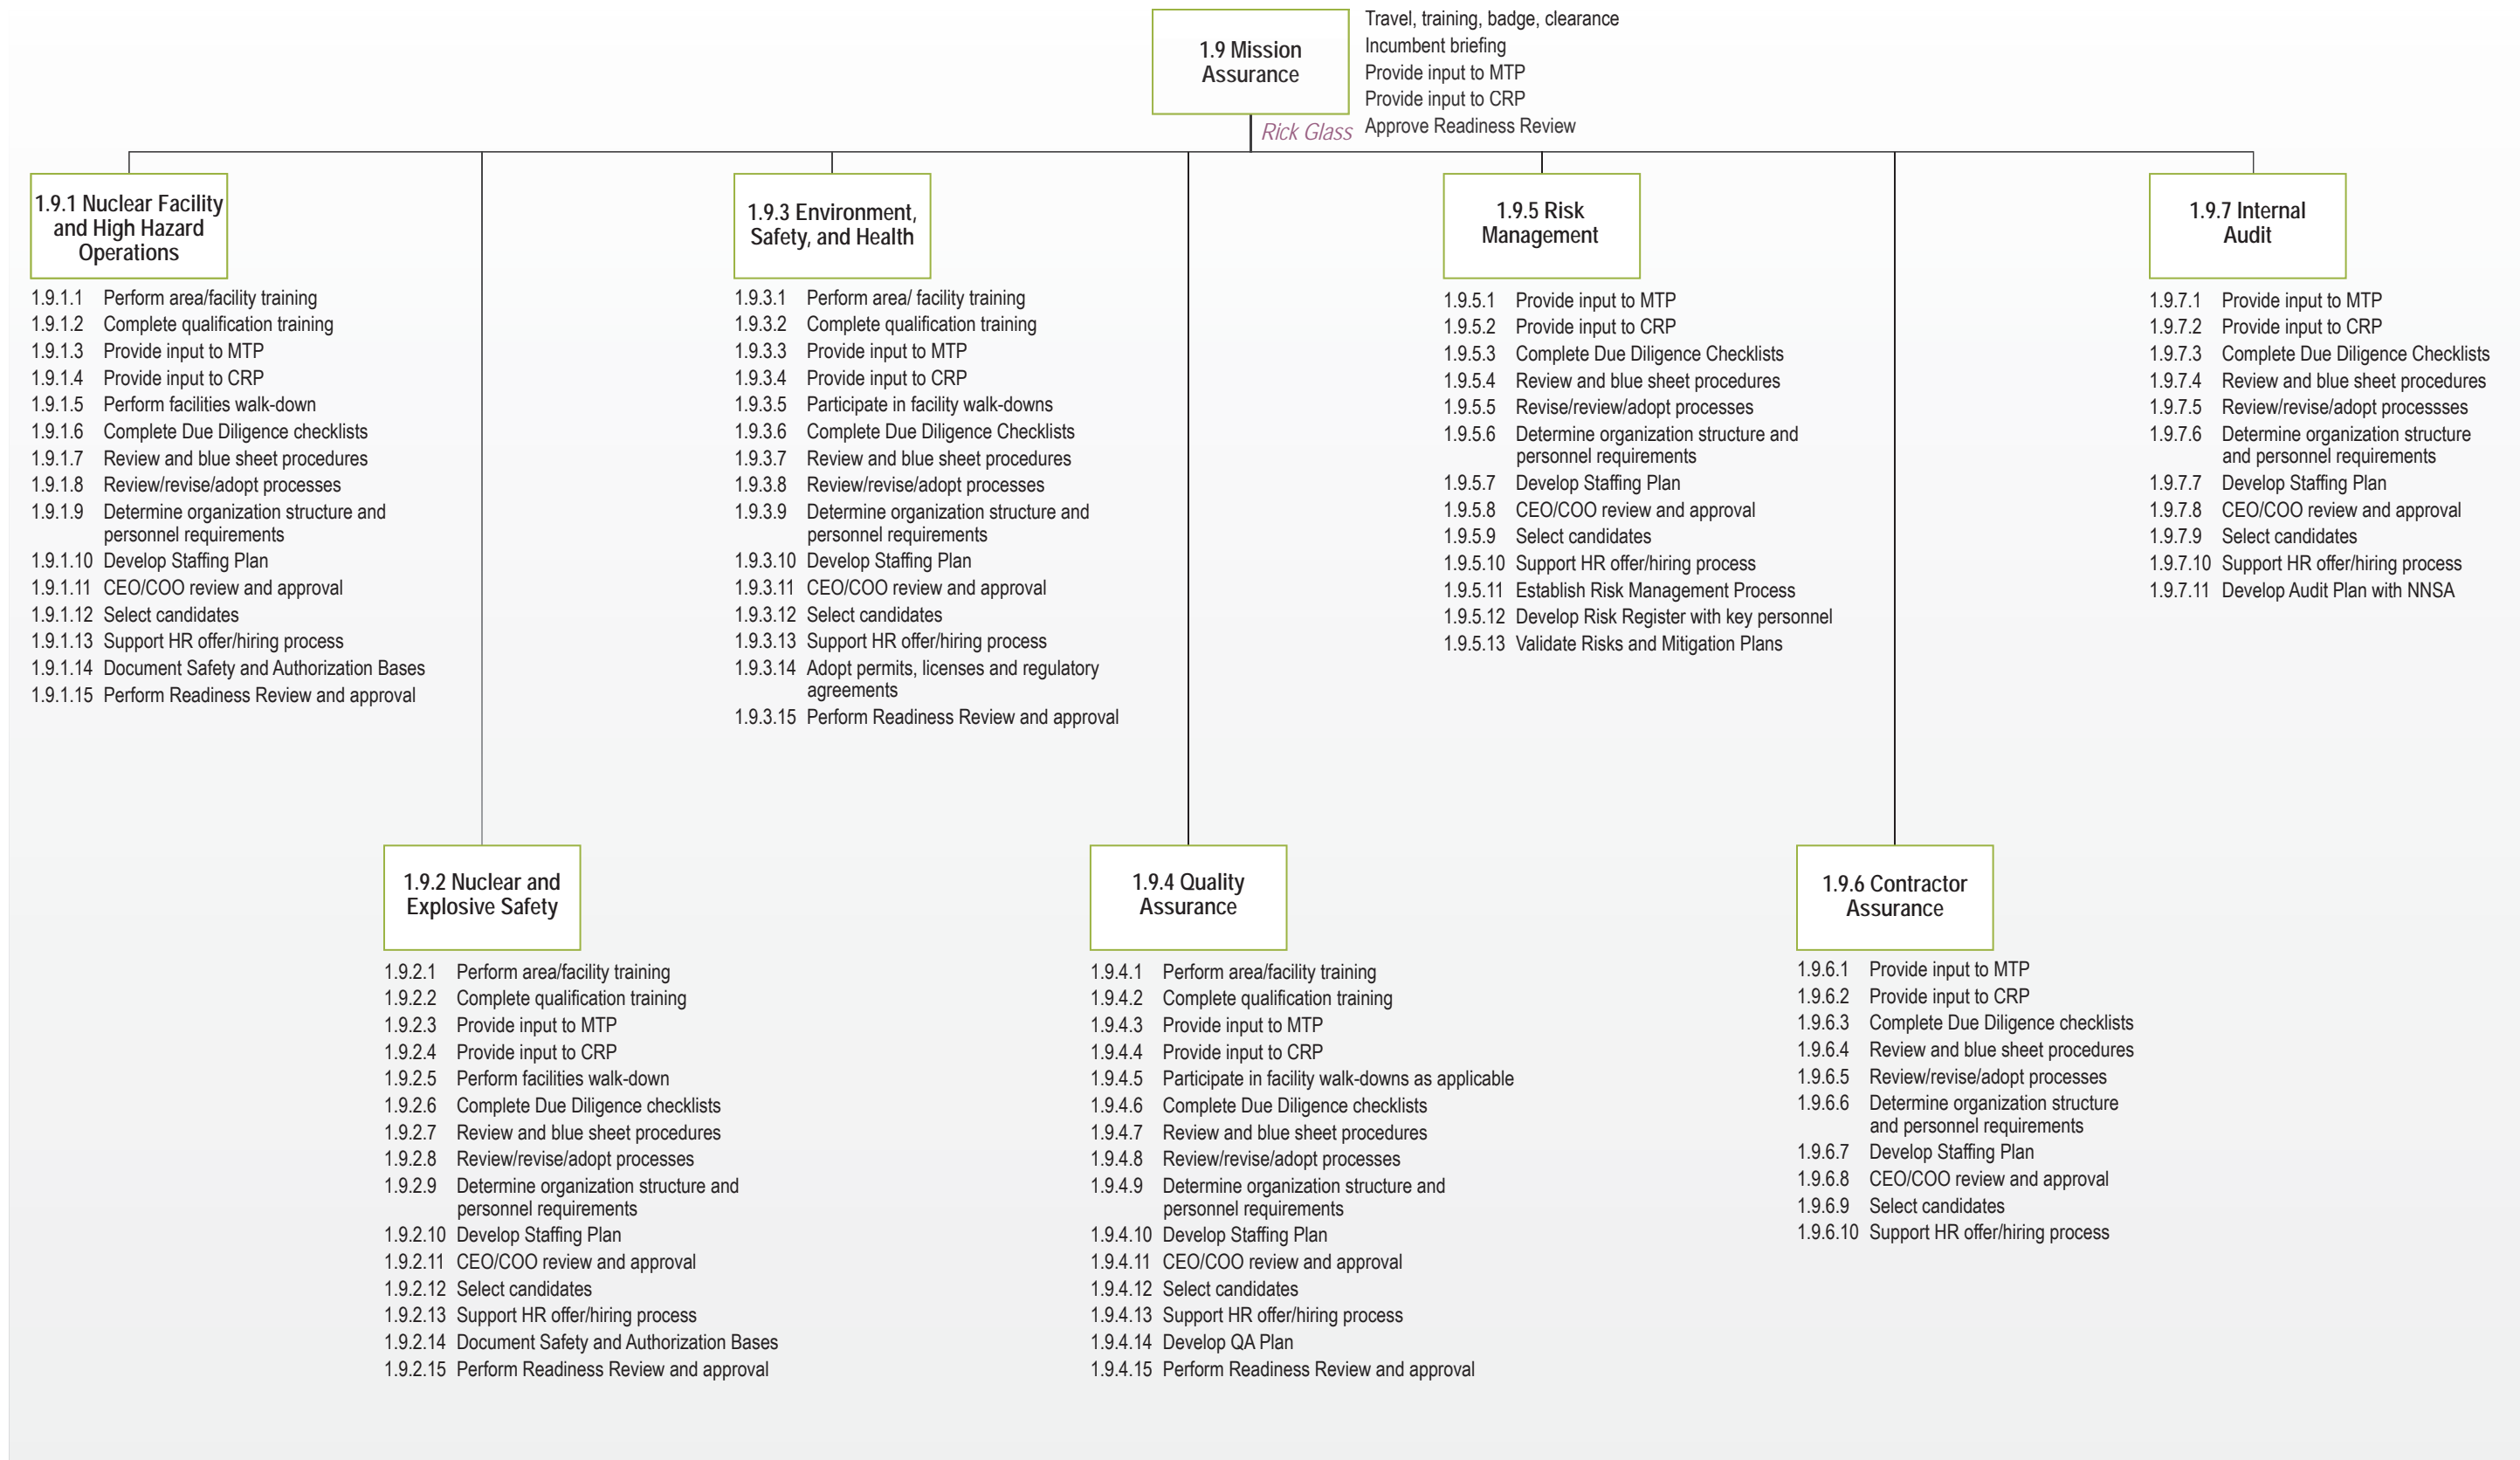 1.9 Mission
Assurance
Travel, training, badge, clearance
Incumbent briefing
Provide input to MTP
Provide input to CRP
Approve Readiness Review
Rick Glass
1.9.1 Nuclear Facility
and High Hazard
Operations
1.9.1.1 Perform area/facility training
1.9.1.2 Complete qualification training
1.9.1.3 Provide input to MTP
1.9.1.4 Provide input to CRP
1.9.1.5 Perform facilities walk-down
1.9.1.6 Complete Due Diligence checklists
1.9.1.7 Review and blue sheet procedures
1.9.1.8 Review/revise/adopt processes
1.9.1.9 Determine organization structure and
personnel requirements
1.9.1.10 Develop Staffing Plan
1.9.1.11 CEO/COO review and approval
1.9.1.12 Select candidates
1.9.1.13 Support HR offer/hiring process
1.9.1.14 Document Safety and Authorization Bases
1.9.1.15 Perform Readiness Review and approval
1.9.3 Environment,
Safety, and Health
1.9.3.1 Perform area/ facility training
1.9.3.2 Complete qualification training
1.9.3.3 Provide input to MTP
1.9.3.4 Provide input to CRP
1.9.3.5 Participate in facility walk-downs
1.9.3.6 Complete Due Diligence Checklists
1.9.3.7 Review and blue sheet procedures
1.9.3.8 Review/revise/adopt processes
1.9.3.9 Determine organization structure and
personnel requirements
1.9.3.10 Develop Staffing Plan
1.9.3.11 CEO/COO review and approval
1.9.3.12 Select candidates
1.9.3.13 Support HR offer/hiring process
1.9.3.14 Adopt permits, licenses and regulatory
agreements
1.9.3.15 Perform Readiness Review and approval
1.9.5 Risk
Management
1.9.5.1 Provide input to MTP
1.9.5.2 Provide input to CRP
1.9.5.3 Complete Due Diligence Checklists
1.9.5.4 Review and blue sheet procedures
1.9.5.5 Revise/review/adopt processes
1.9.5.6 Determine organization structure and
personnel requirements
1.9.5.7 Develop Staffing Plan
1.9.5.8 CEO/COO review and approval
1.9.5.9 Select candidates
1.9.5.10 Support HR offer/hiring process
1.9.5.11 Establish Risk Management Process
1.9.5.12 Develop Risk Register with key personnel
1.9.5.13 Validate Risks and Mitigation Plans
1.9.7 Internal
Audit
1.9.7.1 Provide input to MTP
1.9.7.2 Provide input to CRP
1.9.7.3 Complete Due Diligence Checklists
1.9.7.4 Review and blue sheet procedures
1.9.7.5 Review/revise/adopt processses
1.9.7.6 Determine organization structure
and personnel requirements
1.9.7.7 Develop Staffing Plan
1.9.7.8 CEO/COO review and approval
1.9.7.9 Select candidates
1.9.7.10 Support HR offer/hiring process
1.9.7.11 Develop Audit Plan with NNSA
1.9.2 Nuclear and
Explosive Safety
1.9.2.1 Perform area/facility training
1.9.2.2 Complete qualification training
1.9.2.3 Provide input to MTP
1.9.2.4 Provide input to CRP
1.9.2.5 Perform facilities walk-down
1.9.2.6 Complete Due Diligence checklists
1.9.2.7 Review and blue sheet procedures
1.9.2.8 Review/revise/adopt processes
1.9.2.9 Determine organization structure and
personnel requirements
1.9.2.10 Develop Staffing Plan
1.9.2.11 CEO/COO review and approval
1.9.2.12 Select candidates
1.9.2.13 Support HR offer/hiring process
1.9.2.14 Document Safety and Authorization Bases
1.9.2.15 Perform Readiness Review and approval
1.9.4 Quality
Assurance
1.9.4.1 Perform area/facility training
1.9.4.2 Complete qualification training
1.9.4.3 Provide input to MTP
1.9.4.4 Provide input to CRP
1.9.4.5 Participate in facility walk-downs as applicable
1.9.4.6 Complete Due Diligence checklists
1.9.4.7 Review and blue sheet procedures
1.9.4.8 Review/revise/adopt processes
1.9.4.9 Determine organization structure and
personnel requirements
1.9.4.10 Develop Staffing Plan
1.9.4.11 CEO/COO review and approval
1.9.4.12 Select candidates
1.9.4.13 Support HR offer/hiring process
1.9.4.14 Develop QA Plan
1.9.4.15 Perform Readiness Review and approval
1.9.6 Contractor
Assurance
1.9.6.1 Provide input to MTP
1.9.6.2 Provide input to CRP
1.9.6.3 Complete Due Diligence checklists
1.9.6.4 Review and blue sheet procedures
1.9.6.5 Review/revise/adopt processes
1.9.6.6 Determine organization structure
and personnel requirements
1.9.6.7 Develop Staffing Plan
1.9.6.8 CEO/COO review and approval
1.9.6.9 Select candidates
1.9.6.10 Support HR offer/hiring process